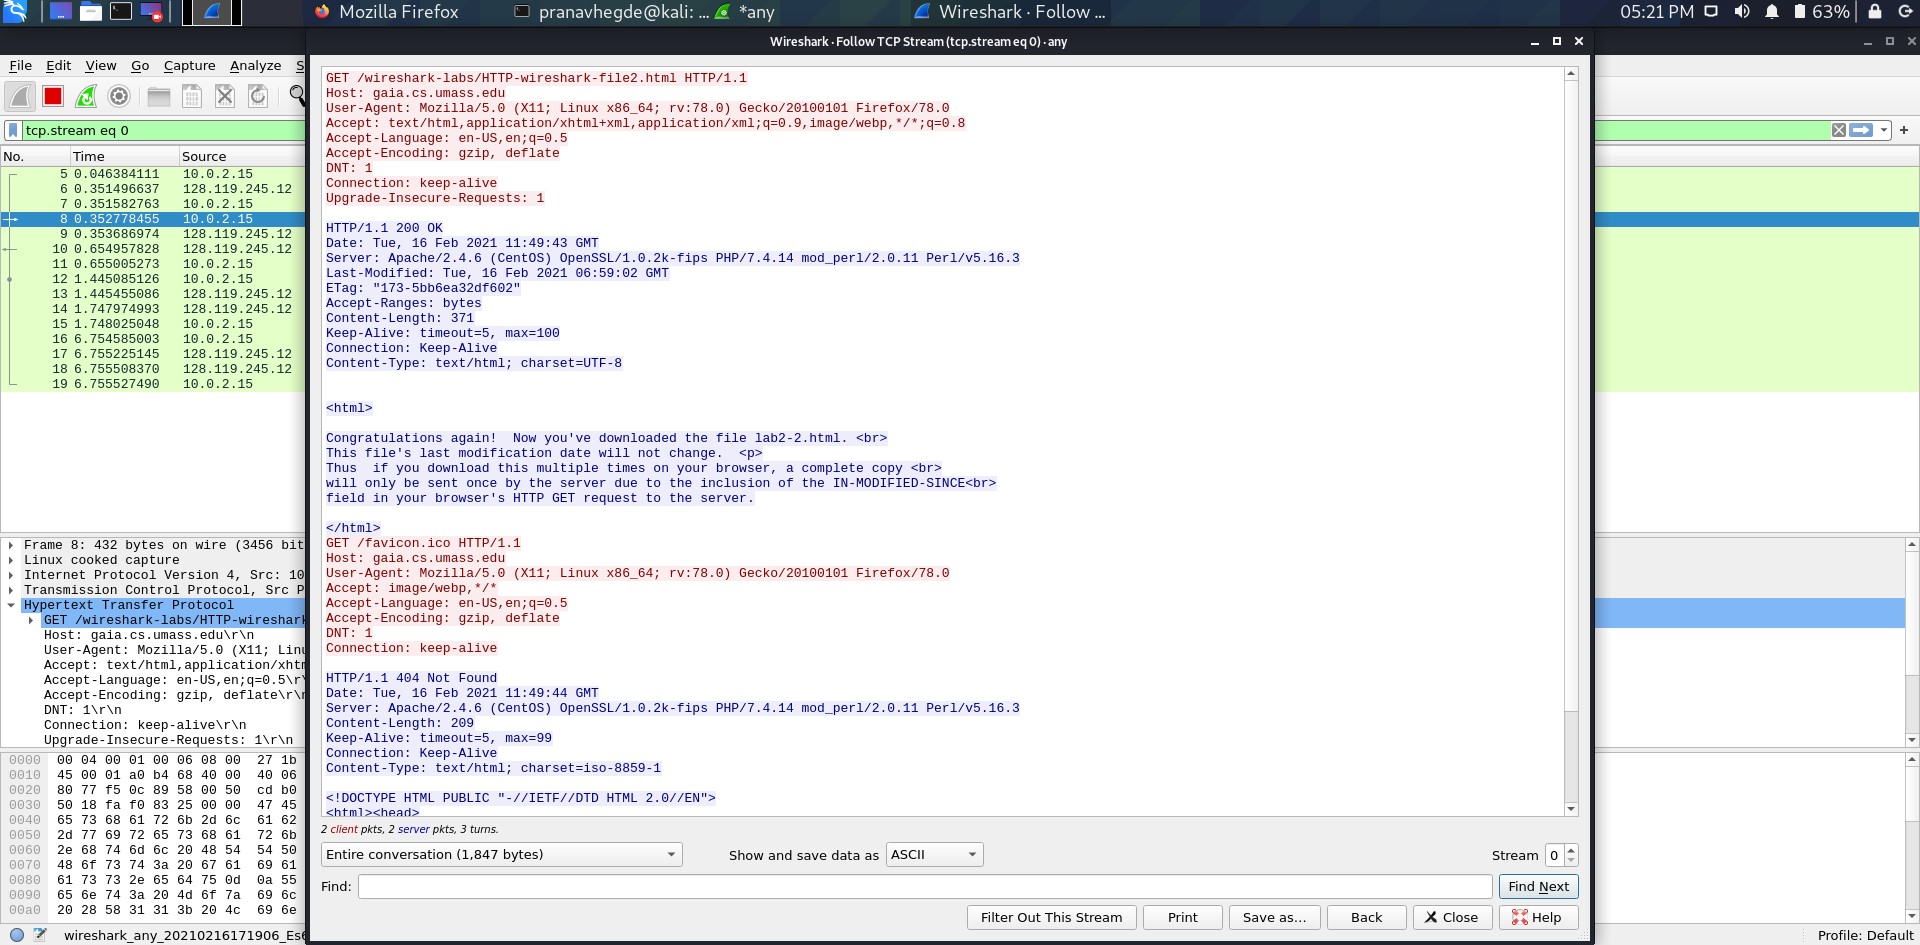 Mozilla Firefox
pranavhegde@kali: ...
*any
Wireshark · Follow ...
05:21 PM
63%
Wireshark · Follow TCP Stream (tcp.stream eq 0) · any
File Edit View Go Capture Analyze S
tcp.stream eq 0
No. Time Source
5 0.046384111 10.0.2.15
6 0.351496637 128.119.245.12
7 0.351582763 10.0.2.15
8 0.352778455 10.0.2.15
9 0.353686974 128.119.245.12
10 0.654957828 128.119.245.12
11 0.655005273 10.0.2.15
12 1.445085126 10.0.2.15
13 1.445455086 128.119.245.12
14 1.747974993 128.119.245.12
15 1.748025048 10.0.2.15
16 6.754585003 10.0.2.15
17 6.755225145 128.119.245.12
18 6.755508370 128.119.245.12
19 6.755527490 10.0.2.15
Frame 8: 432 bytes on wire (3456 bit
Linux cooked capture
Internet Protocol Version 4, Src: 10
Transmission Control Protocol, Src P
Hypertext Transfer Protocol
GET /wireshark-labs/HTTP-wireshark
Host: gaia.cs.umass.edu\r\n
User-Agent: Mozilla/5.0 (X11; Linu
Accept: text/html,application/xhtm
Accept-Language: en-US,en;q=0.5\r\
Accept-Encoding: gzip, deflate\r\n
DNT: 1\r\n
Connection: keep-alive\r\n
Upgrade-Insecure-Requests: 1\r\n
0000 00 04 00 01 00 06 08 00 27 1b
0010 45 00 01 a0 b4 68 40 00 40 06
0020 80 77 f5 0c 89 58 00 50 cd b0
0030 50 18 fa f0 83 25 00 00 47 45
0040 65 73 68 61 72 6b 2d 6c 61 62
0050 2d 77 69 72 65 73 68 61 72 6b
0060 2e 68 74 6d 6c 20 48 54 54 50
0070 48 6f 73 74 3a 20 67 61 69 61
0080 61 73 73 2e 65 64 75 0d 0a 55
0090 65 6e 74 3a 20 4d 6f 7a 69 6c
00a0 20 28 58 31 31 3b 20 4c 69 6e
wireshark_any_20210216171906_Es6
GET /wireshark-labs/HTTP-wireshark-file2.html HTTP/1.1
Host: gaia.cs.umass.edu
User-Agent: Mozilla/5.0 (X11; Linux x86_64; rv:78.0) Gecko/20100101 Firefox/78.0
Accept: text/html,application/xhtml+xml,application/xml;q=0.9,image/webp,*/*;q=0.8
Accept-Language: en-US,en;q=0.5
Accept-Encoding: gzip, deflate
DNT: 1
Connection: keep-alive
Upgrade-Insecure-Requests: 1
HTTP/1.1 200 OK
Date: Tue, 16 Feb 2021 11:49:43 GMT
Server: Apache/2.4.6 (CentOS) OpenSSL/1.0.2k-fips PHP/7.4.14 mod_perl/2.0.11 Perl/v5.16.3
Last-Modified: Tue, 16 Feb 2021 06:59:02 GMT
ETag: "173-5bb6ea32df602"
Accept-Ranges: bytes
Content-Length: 371
Keep-Alive: timeout=5, max=100
Connection: Keep-Alive
Content-Type: text/html; charset=UTF-8
<html>
Congratulations again!  Now you've downloaded the file lab2-2.html. <br>
This file's last modification date will not change.  <p>
Thus  if you download this multiple times on your browser, a complete copy <br>
will only be sent once by the server due to the inclusion of the IN-MODIFIED-SINCE<br>
field in your browser's HTTP GET request to the server.
</html>
GET /favicon.ico HTTP/1.1
Host: gaia.cs.umass.edu
User-Agent: Mozilla/5.0 (X11; Linux x86_64; rv:78.0) Gecko/20100101 Firefox/78.0
Accept: image/webp,*/*
Accept-Language: en-US,en;q=0.5
Accept-Encoding: gzip, deflate
DNT: 1
Connection: keep-alive
HTTP/1.1 404 Not Found
Date: Tue, 16 Feb 2021 11:49:44 GMT
Server: Apache/2.4.6 (CentOS) OpenSSL/1.0.2k-fips PHP/7.4.14 mod_perl/2.0.11 Perl/v5.16.3
Content-Length: 209
Keep-Alive: timeout=5, max=99
Connection: Keep-Alive
Content-Type: text/html; charset=iso-8859-1
<!DOCTYPE HTML PUBLIC "-//IETF//DTD HTML 2.0//EN">
<html><head>
2 client pkts, 2 server pkts, 3 turns.
Entire conversation (1,847 bytes)
Show and save data as ASCII
Stream 0
Find:
Find Next
Filter Out This Stream
Print
Save as...
Back
Close
Help
Profile: Default